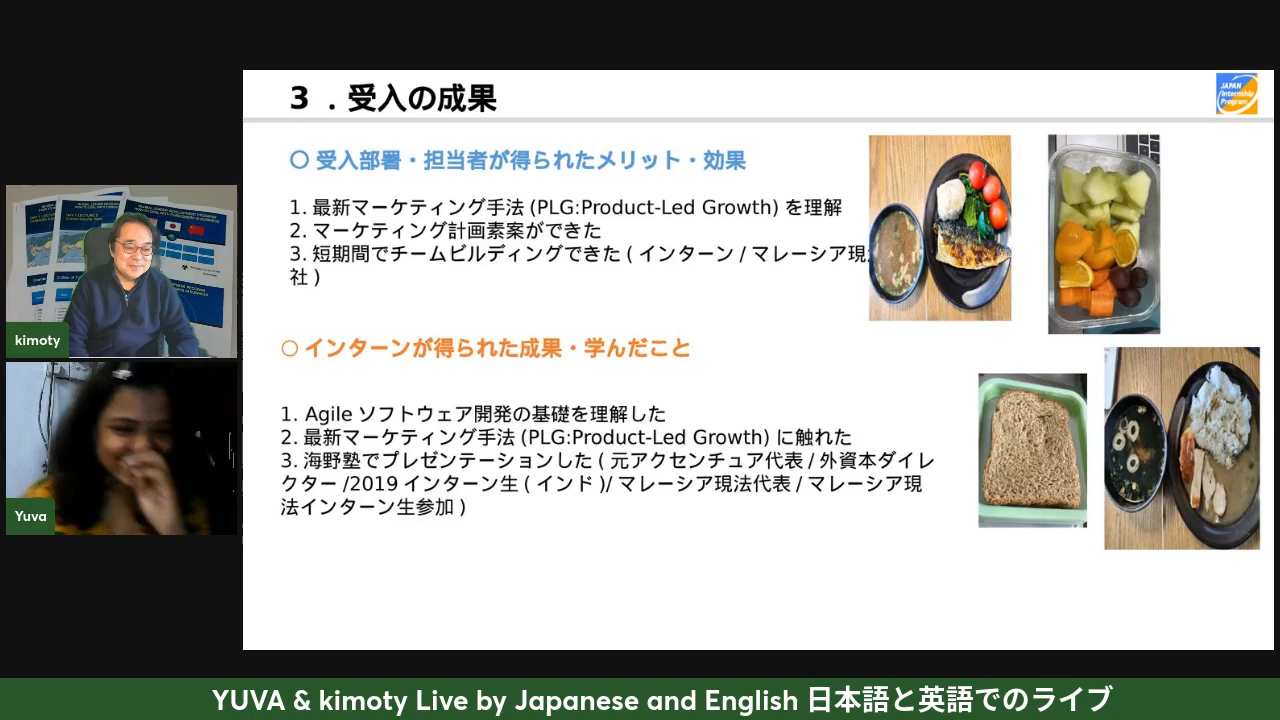 3 ．受入の成果
JAPAN
Internship
Program
○ 受入部署・担当者が得られたメリット・効果
1. 最新マーケティング手法 (PLG:Product-Led Growth) を理解
2. マーケティング計画素案ができた
3. 短期間でチームビルディングできた ( インターン / マレーシア現
社 )
○ インターンが得られた成果・学んだこと
1. Agile ソフトウェア開発の基礎を理解した
2. 最新マーケティング手法 (PLG:Product-Led Growth) に触れた
3. 海野塾でプレゼンテーションした ( 元アクセンチュア代表 / 外資本ダイレ
クター /2019 インターン生 ( インド )/ マレーシア現法代表 / マレーシア現
法インターン生参加 )
kimoty
Yuva
YUVA & kimoty Live by Japanese and English 日本語と英語でのライブ